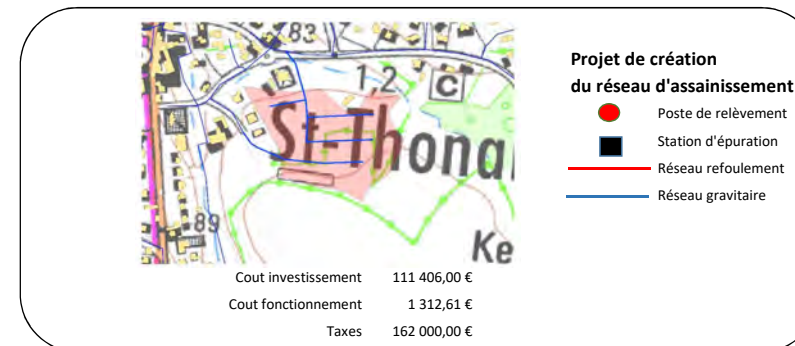 83
1,2
C
St-Thona
89
Ke
Projet de création
du réseau d'assainissement
Poste de relèvement
Station d'épuration
Réseau refoulement
Réseau gravitaire
Cout investissement 111 406,00 €
Cout fonctionnement 1 312,61 €
Taxes 162 000,00 €